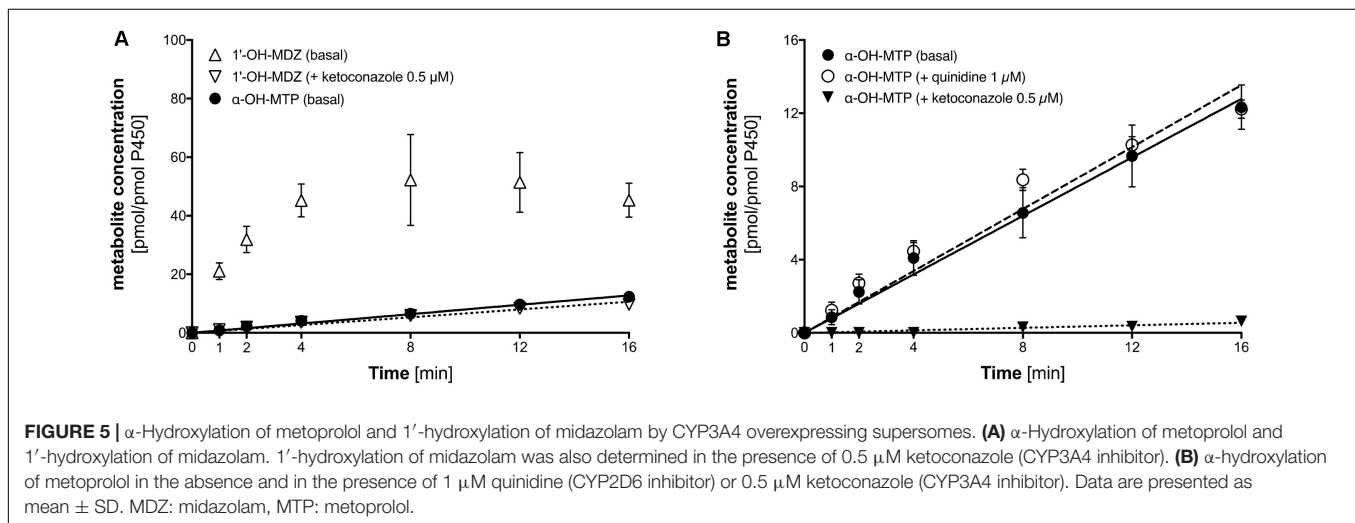 A
1'-OH-MDZ (basal)
1'-OH-MDZ (+ ketoconazole 0.5 μM)
α-OH-MTP (basal)
metabolite concentration
[pmol/pmol P450]
100
80
60
40
20
0
0 1 2 4 8 12 16
Time [min]
B
α-OH-MTP (basal)
α-OH-MTP (+ quinidine 1 μM)
α-OH-MTP (+ ketoconazole 0.5 μM)
metabolite concentration
[pmol/pmol P450]
16
12
8
4
0
0 1 2 4 8 12 16
Time [min]
FIGURE 5 | α-Hydroxylation of metoprolol and 1′-hydroxylation of midazolam by CYP3A4 overexpressing supersomes. (A) α-Hydroxylation of metoprolol and
1′-hydroxylation of midazolam. 1′-hydroxylation of midazolam was also determined in the presence of 0.5 μM ketoconazole (CYP3A4 inhibitor). (B) α-hydroxylation
of metoprolol in the absence and in the presence of 1 μM quinidine (CYP2D6 inhibitor) or 0.5 μM ketoconazole (CYP3A4 inhibitor). Data are presented as
mean ± SD. MDZ: midazolam, MTP: metoprolol.